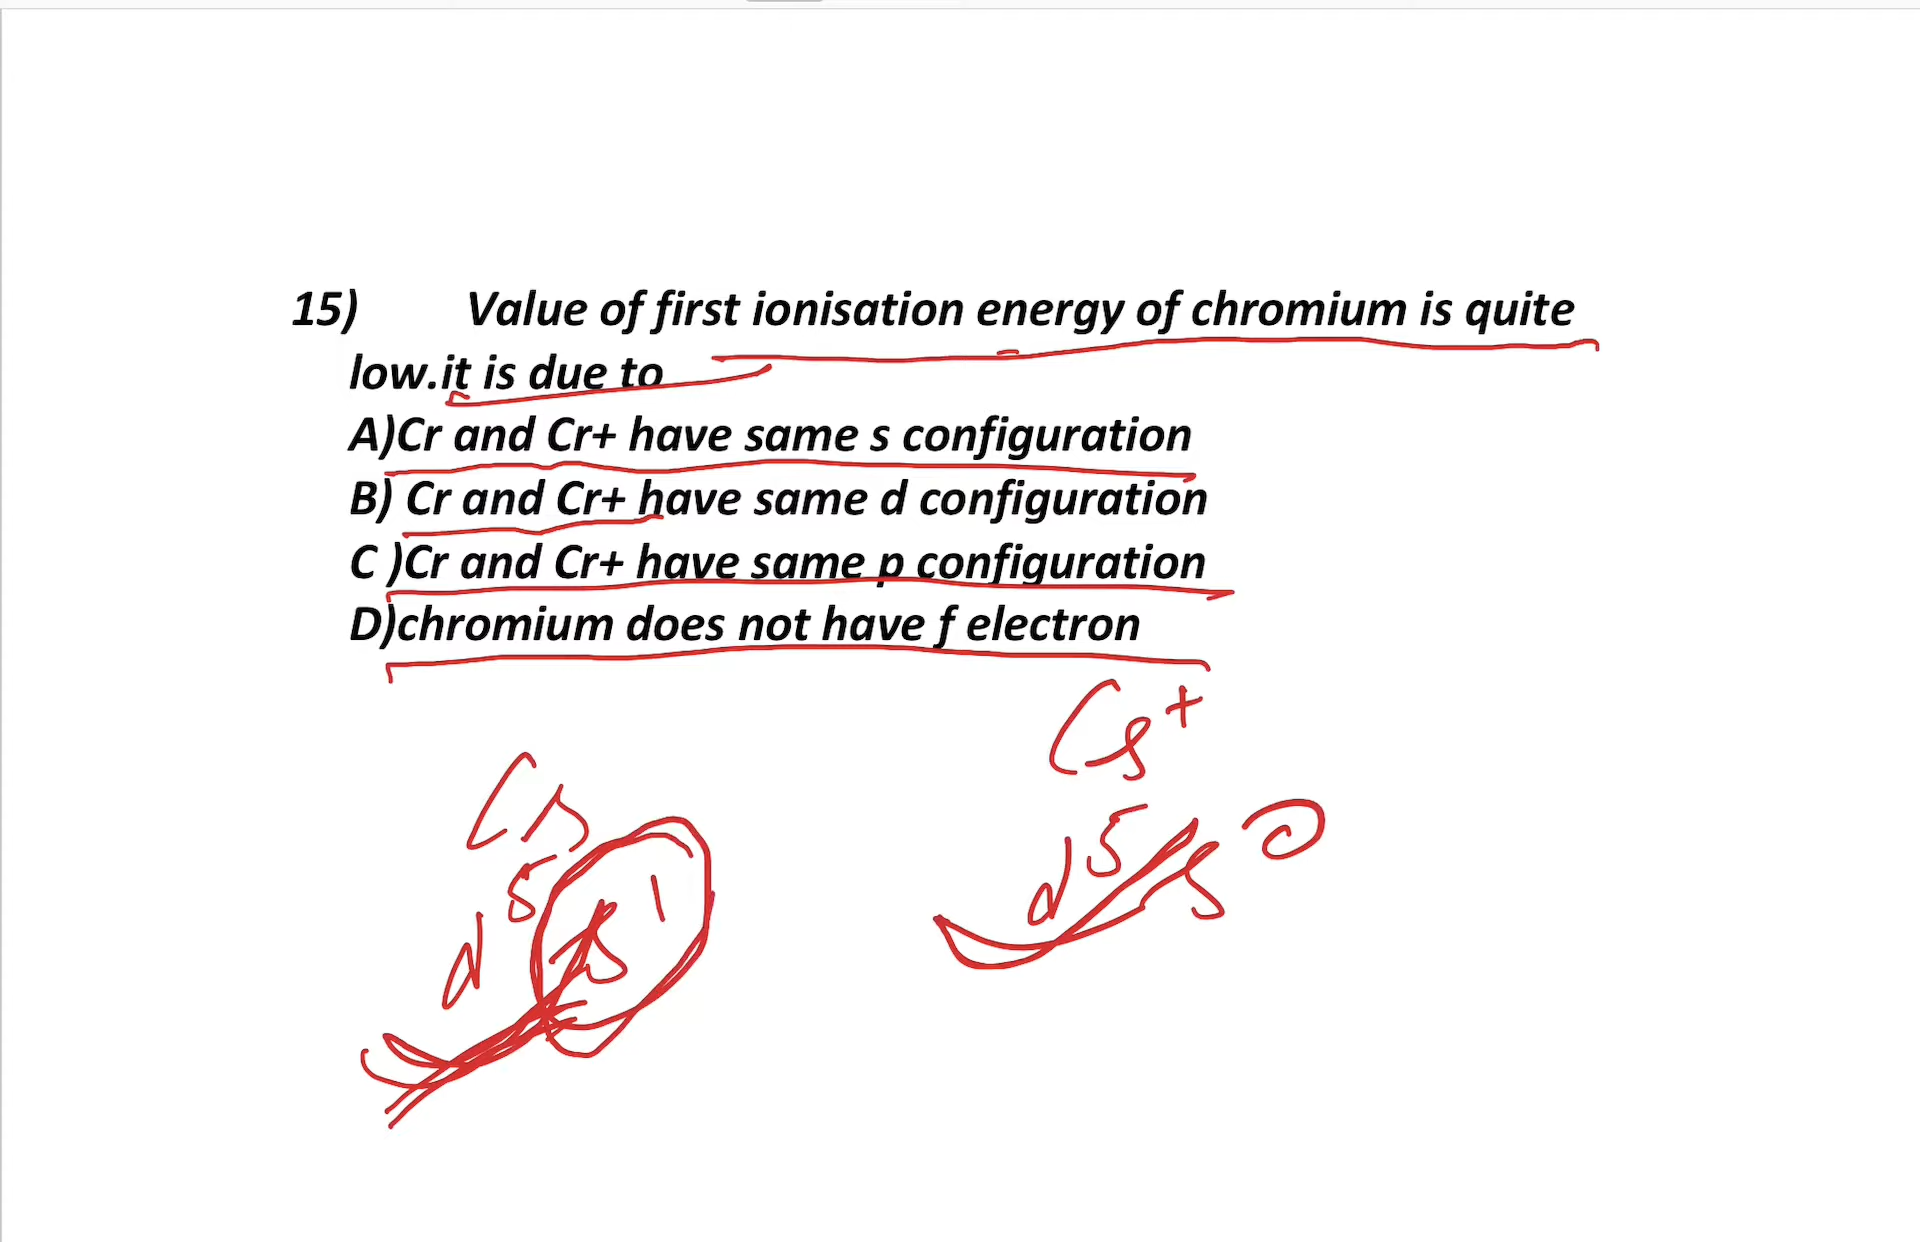 15) Value of first ionisation energy of chromium is quite
low.it is due to
A)Cr and Cr+ have same s configuration
B) Cr and Cr+ have same d configuration
C )Cr and Cr+ have same p configuration
D)chromium does not have f electron
Cr+
Cr
d5 s0
d5 s1